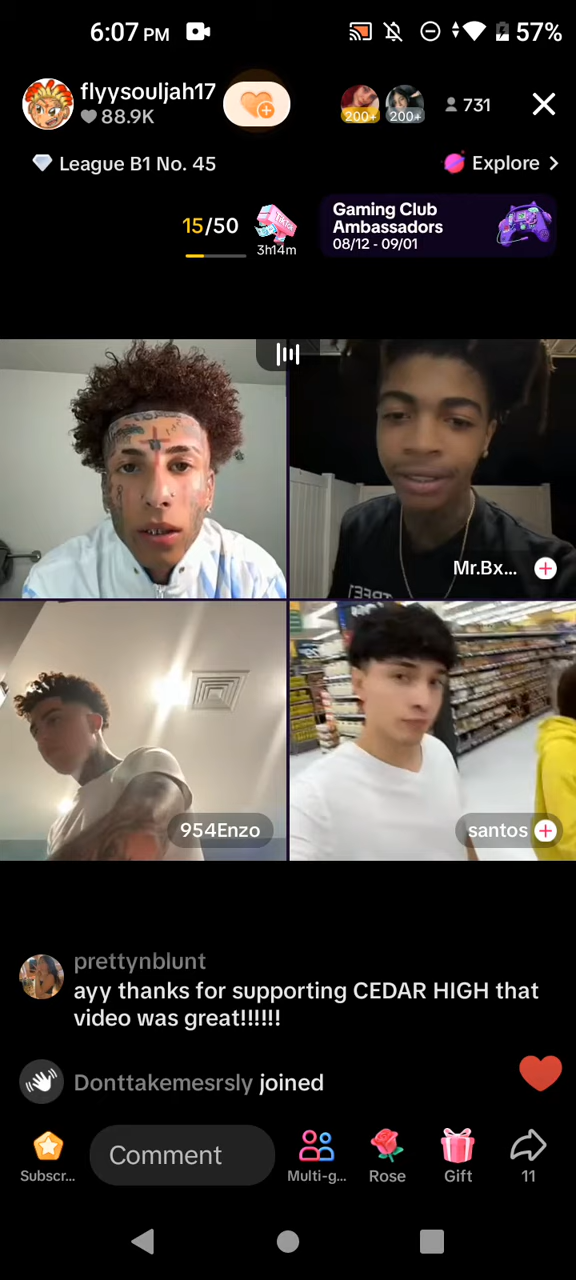 6:07 PM
57%
flyysouljah17
88.9K
200+
200+
731
League B1 No. 45
Explore >
15/50
TikTok
3h14m
Gaming Club
Ambassadors
08/12 - 09/01
Mr.Bx...
954Enzo
santos
prettynblunt
ayy thanks for supporting CEDAR HIGH that
video was great!!!!!!
Donttakemesrsly joined
Comment
Subscr...
Multi-g...
Rose
Gift
11